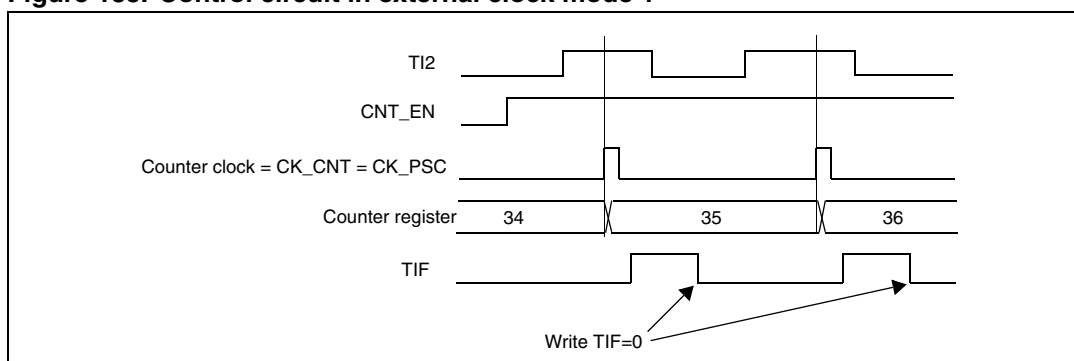 Figure 133. Control circuit in external clock mode 1
TI2
CNT_EN
Counter clock = CK_CNT = CK_PSC
Counter register 34 35 36
TIF
Write TIF=0